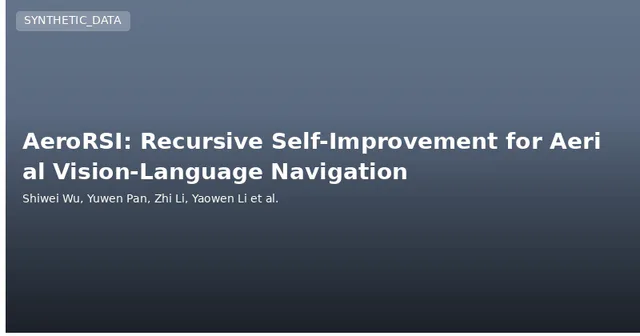 SYNTHETIC_DATA
AeroRSI: Recursive Self-Improvement for Aeri
al Vision-Language Navigation
Shiwei Wu, Yuwen Pan, Zhi Li, Yaowen Li et al.